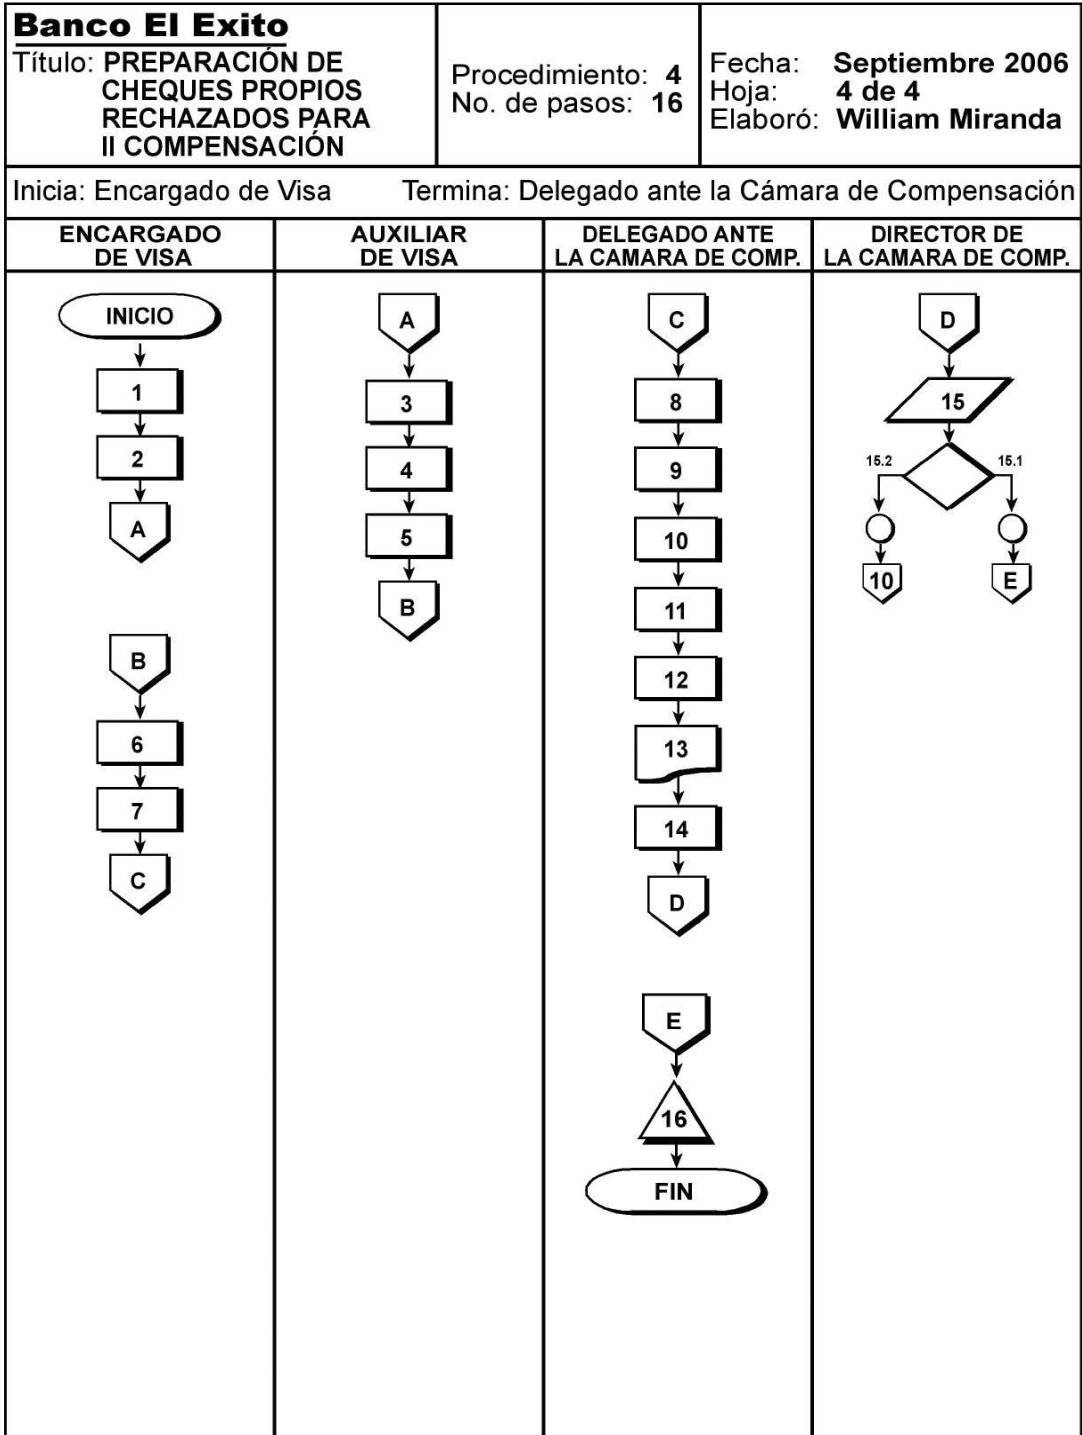 Banco El Exito
Título: PREPARACIÓN DE
CHEQUES PROPIOS
RECHAZADOS PARA
II COMPENSACIÓN
Procedimiento: 4
No. de pasos: 16
Fecha: Septiembre 2006
Hoja: 4 de 4
Elaboró: William Miranda
Inicia: Encargado de Visa
Termina: Delegado ante la Cámara de Compensación
ENCARGADO
DE VISA
AUXILIAR
DE VISA
DELEGADO ANTE
LA CAMARA DE COMP.
DIRECTOR DE
LA CAMARA DE COMP.
INICIO
1
2
A
B
6
7
C
A
3
4
5
B
C
8
9
10
11
12
13
14
D
E
16
FIN
D
15
15.2
15.1
10
E